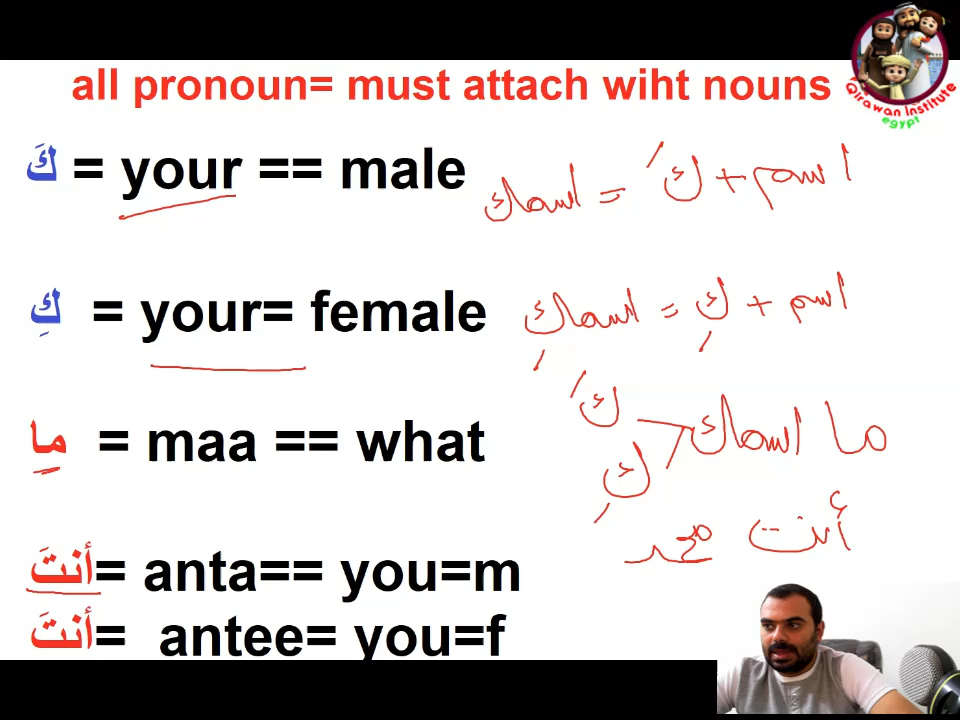 all pronoun= must attach wiht nouns
Qirawan Institute
egypt
كَ = your == male
اسم + كَ = اسمك
كِ = your= female
اسم + كِ = اسمكِ
مِا = maa == what
ما اسمك
كَ
كِ
أنتَ= anta== you=m
أنت محمد
أنتَ= antee= you=f